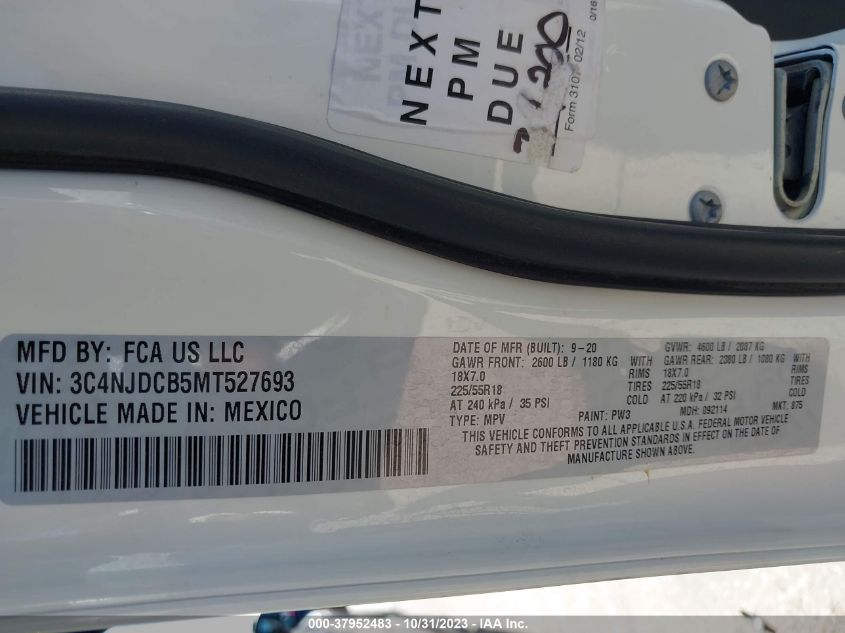 NEXT
PM
DUE
Form 3107 02/12
MFD BY: FCA US LLC
VIN: 3C4NJDCB5MT527693
VEHICLE MADE IN: MEXICO
DATE OF MFR (BUILT): 9-20 GVWR: 4600 LB / 2087 KG
GAWR FRONT: 2600 LB / 1180 KG WITH GAWR REAR: 2380 LB / 1080 KG WITH
18X7.0 RIMS 18X7.0 RIMS
225/55R18 TIRES 225/55R18 TIRES
AT 240 kPa / 35 PSI COLD AT 220 kPa / 32 PSI COLD
TYPE: MPV PAINT: PW3 MDH: 092114 MKT: 875
THIS VEHICLE CONFORMS TO ALL APPLICABLE U.S.A. FEDERAL MOTOR VEHICLE
SAFETY AND THEFT PREVENTION STANDARDS IN EFFECT ON THE DATE OF
MANUFACTURE SHOWN ABOVE.
000-37952483 - 10/31/2023 - IAA Inc.